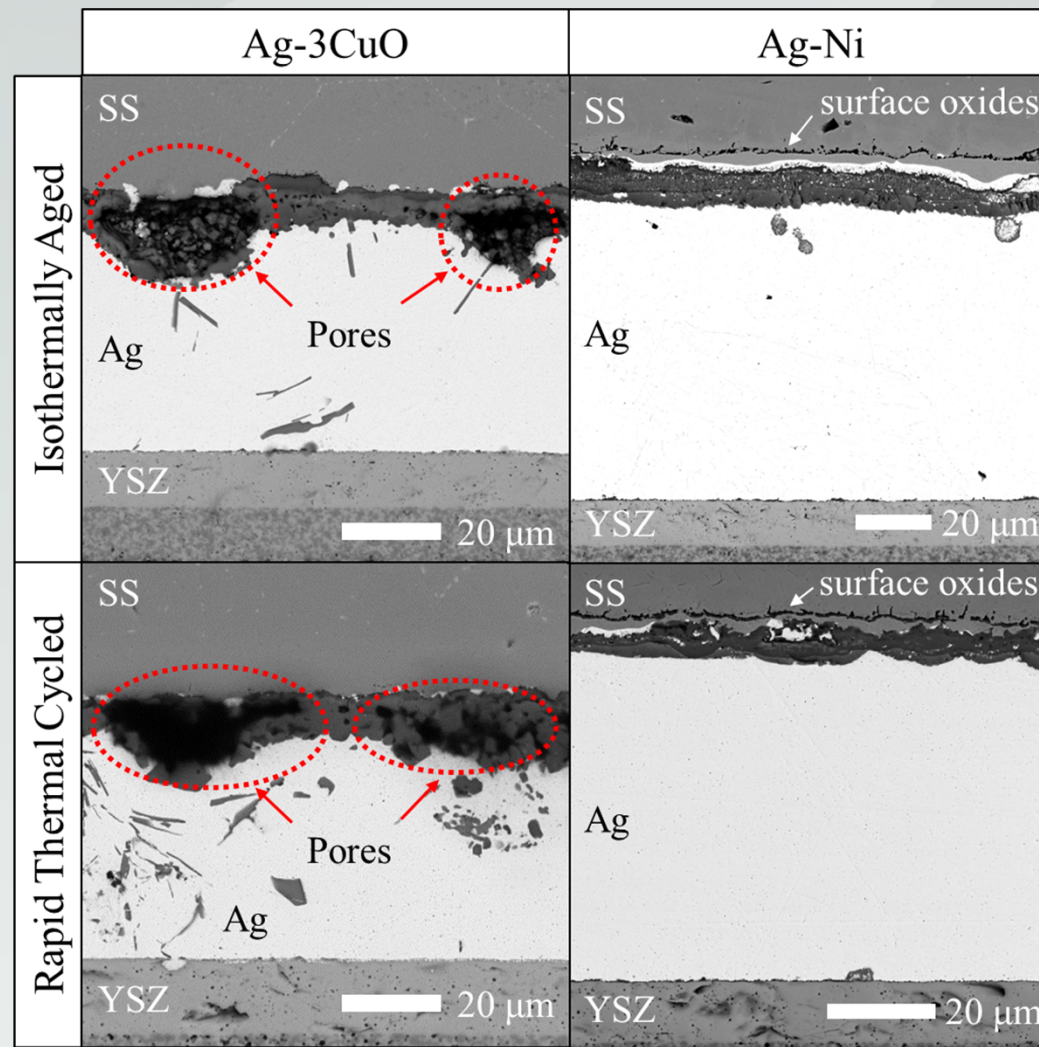 Ag-3CuO
Ag-Ni
Isothermally Aged
SS
Pores
Ag
YSZ
20 μm
SS
surface oxides
Ag
YSZ
20 μm
Rapid Thermal Cycled
SS
Pores
Ag
YSZ
20 μm
SS
surface oxides
Ag
YSZ
20 μm